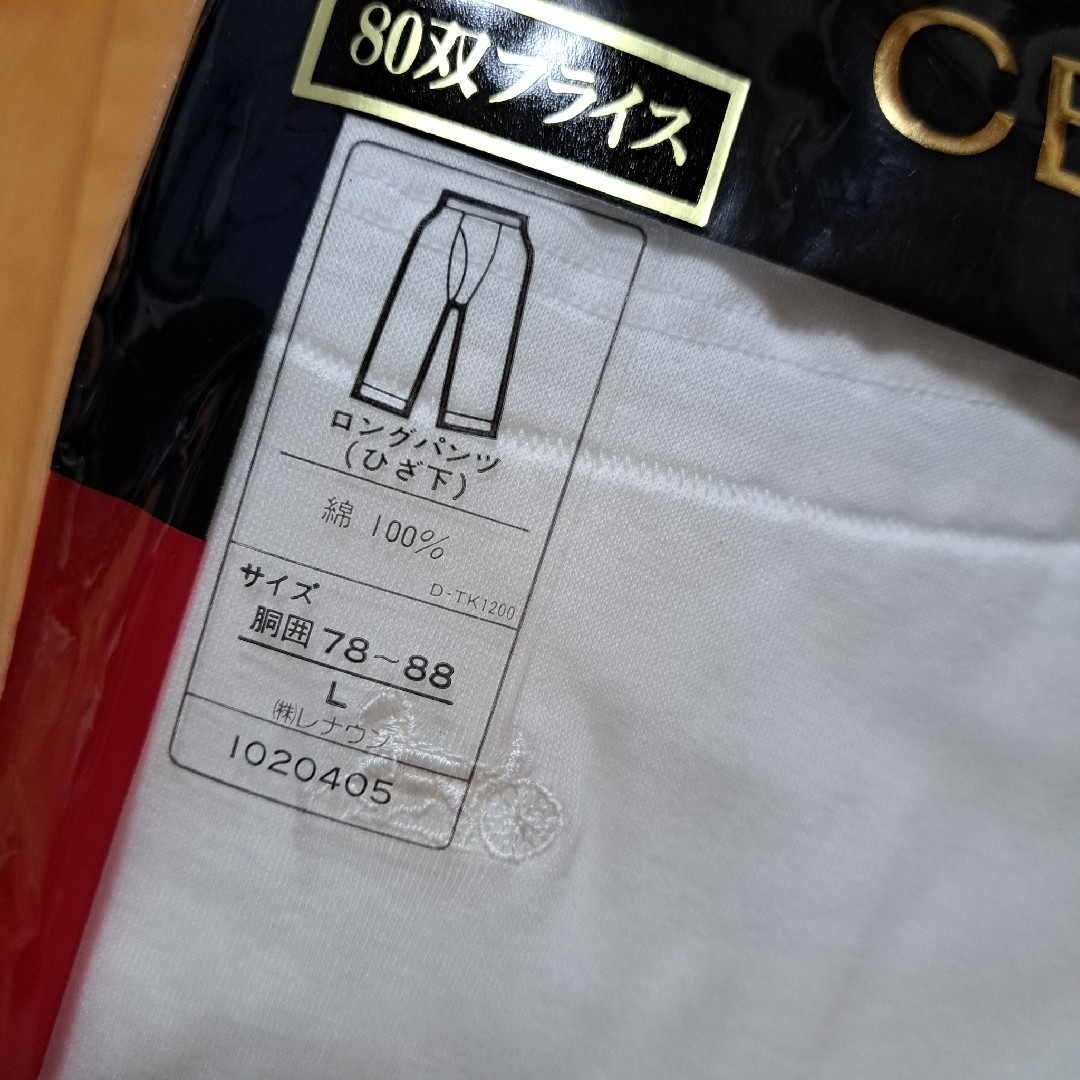 80双フライス
CE
ロングパンツ
(ひざ下)
綿 100%
D-TK1200
サイズ
胴囲 78~88
L
㈱レナウン
1020405